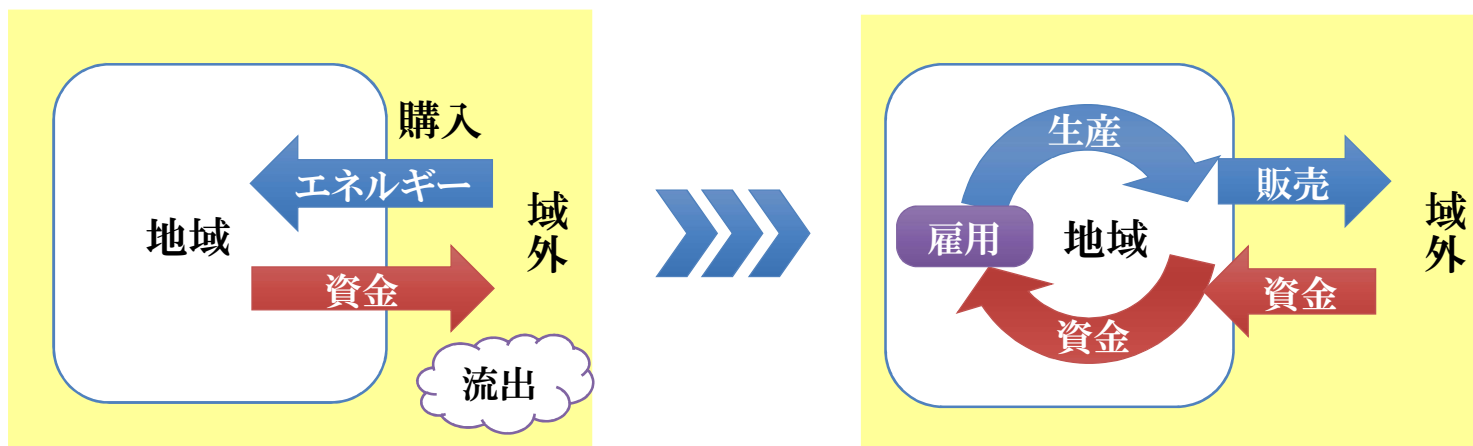 購入
エネルギー
地域
域外
資金
流出
生産
販売
雇用
地域
域外
資金
資金